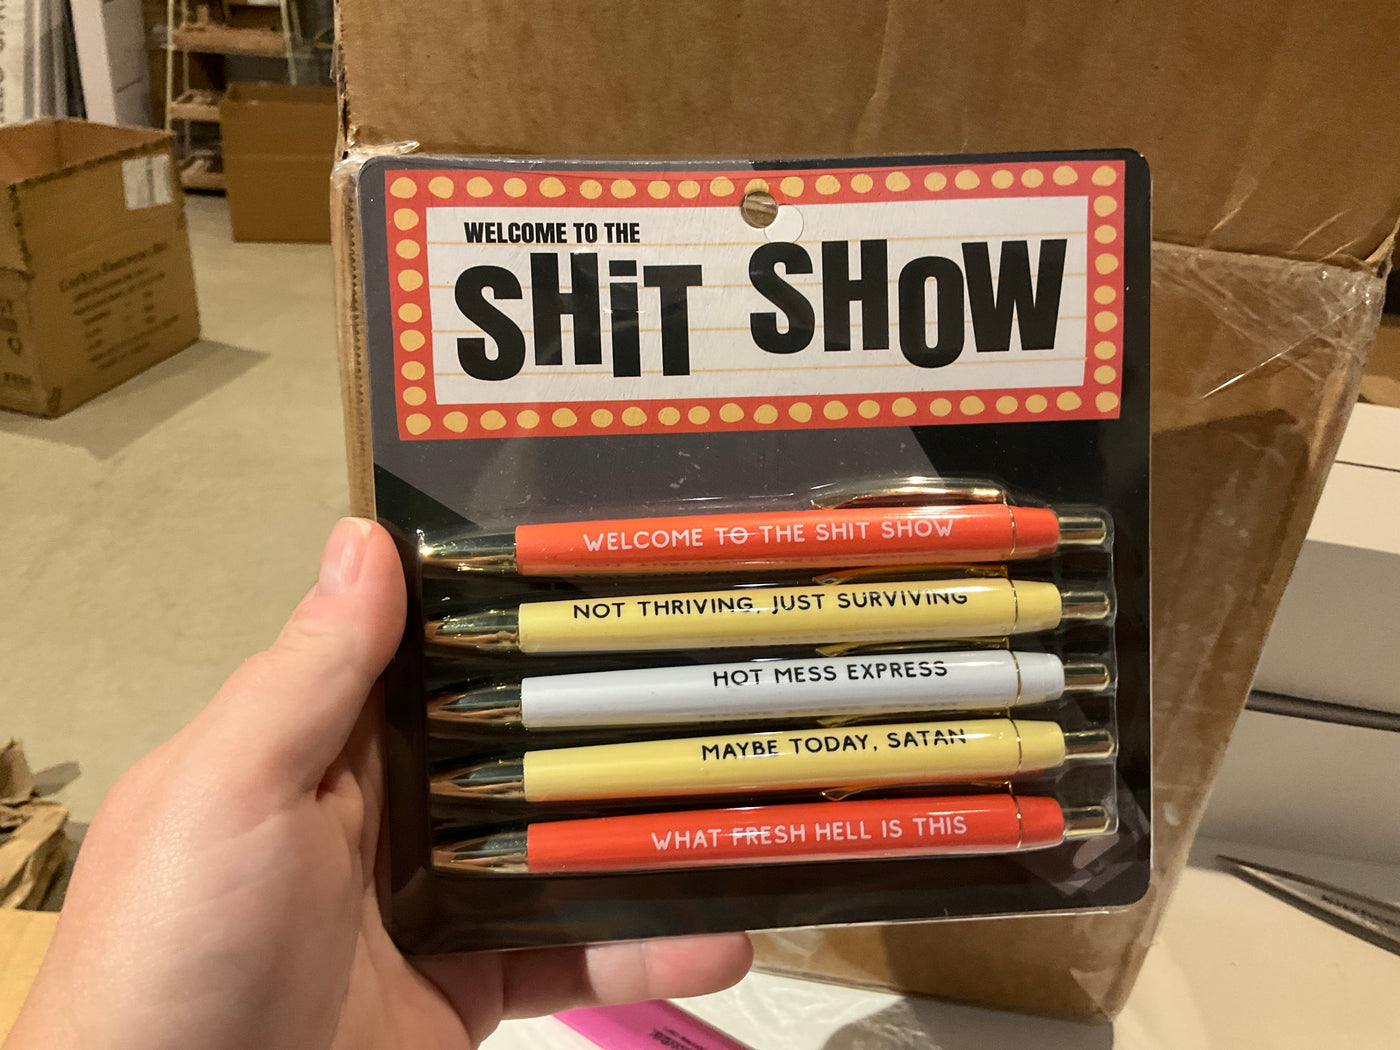 WELCOME TO THE
SHiT SHOW
WELCOME TO THE SHIT SHOW
NOT THRIVING, JUST SURVIVING
HOT MESS EXPRESS
MAYBE TODAY, SATAN
WHAT FRESH HELL IS THIS